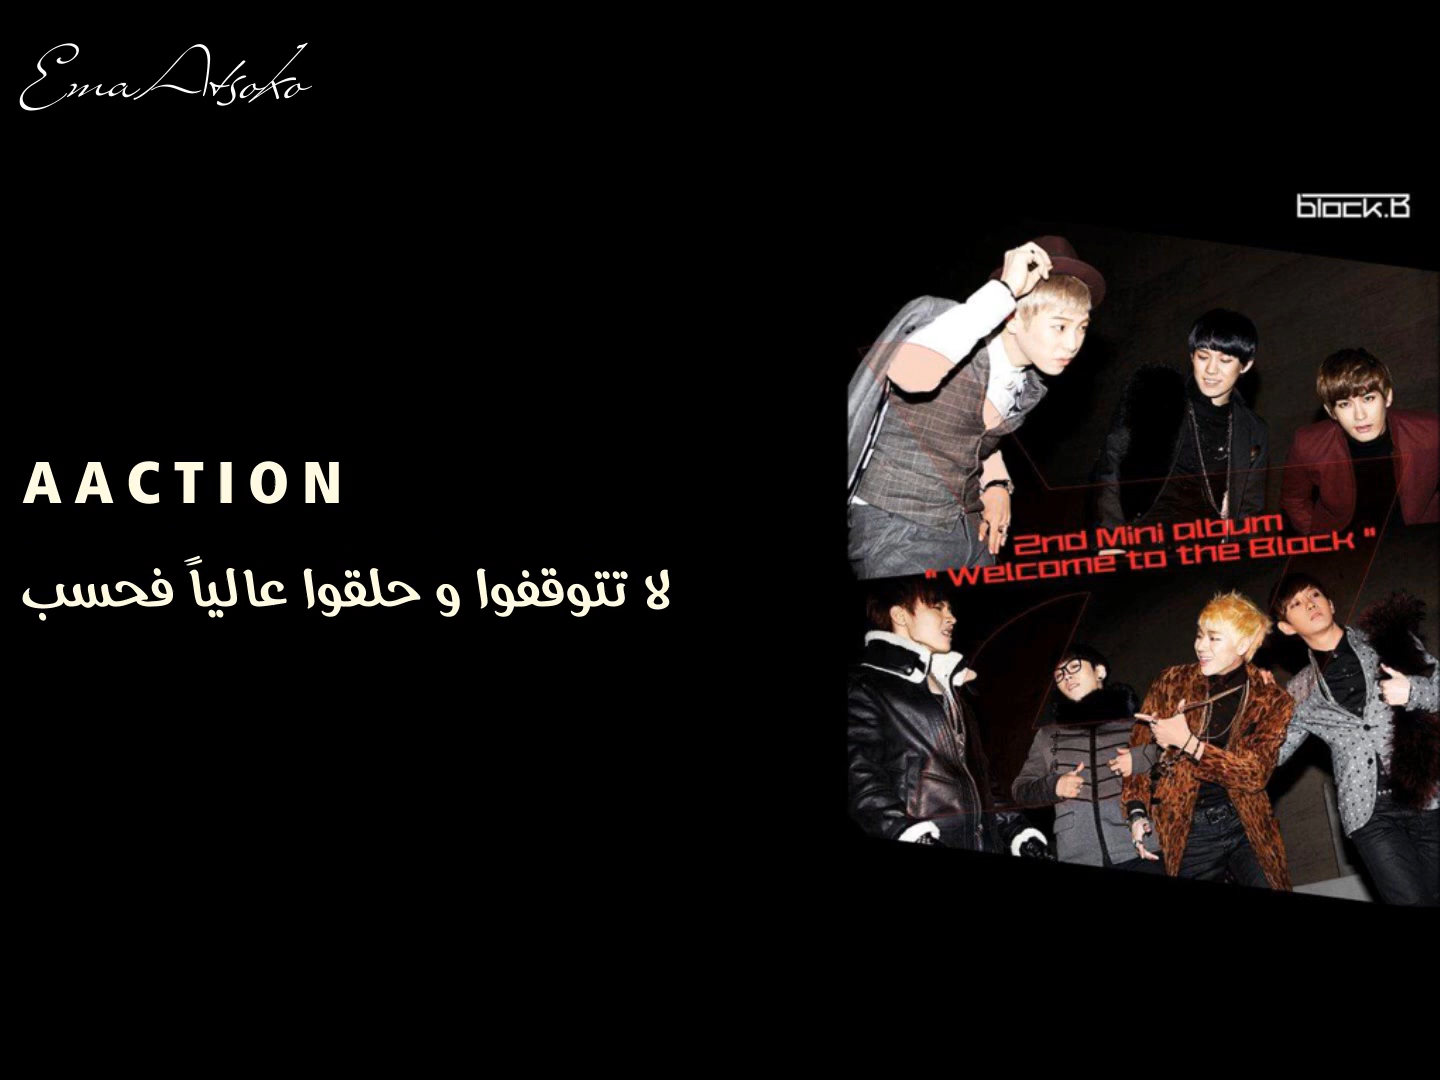 EmaAtsoko
block.B
AACTION
لا تتوقفوا و حلقوا عالياً فحسب
2nd Mini album
"Welcome to the Block"